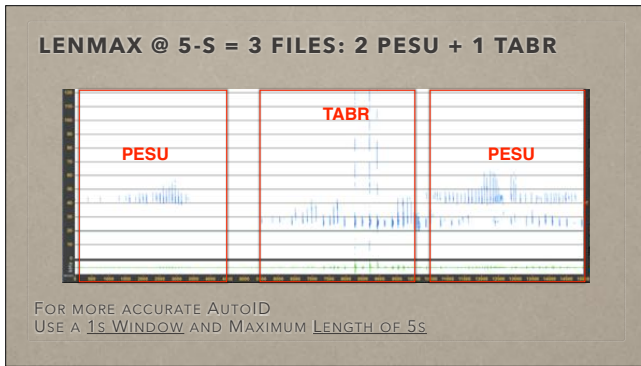 LENMAX @ 5-S = 3 FILES: 2 PESU + 1 TABR
TABR
PESU
PESU
FOR MORE ACCURATE AUTOID
USE A 1S WINDOW AND MAXIMUM LENGTH OF 5S